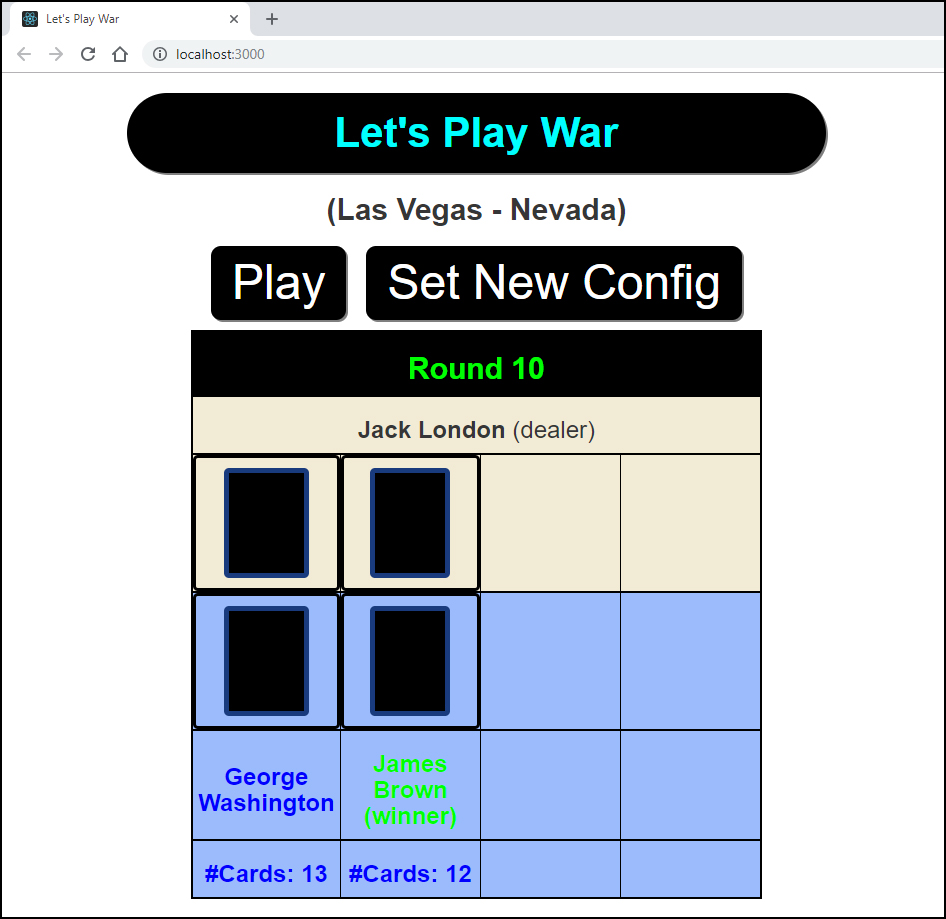 Let's Play War
localhost:3000
Let's Play War
(Las Vegas - Nevada)
Play Set New Config
Round 10
Jack London (dealer)
George
Washington
James
Brown
(winner)
#Cards: 13 #Cards: 12